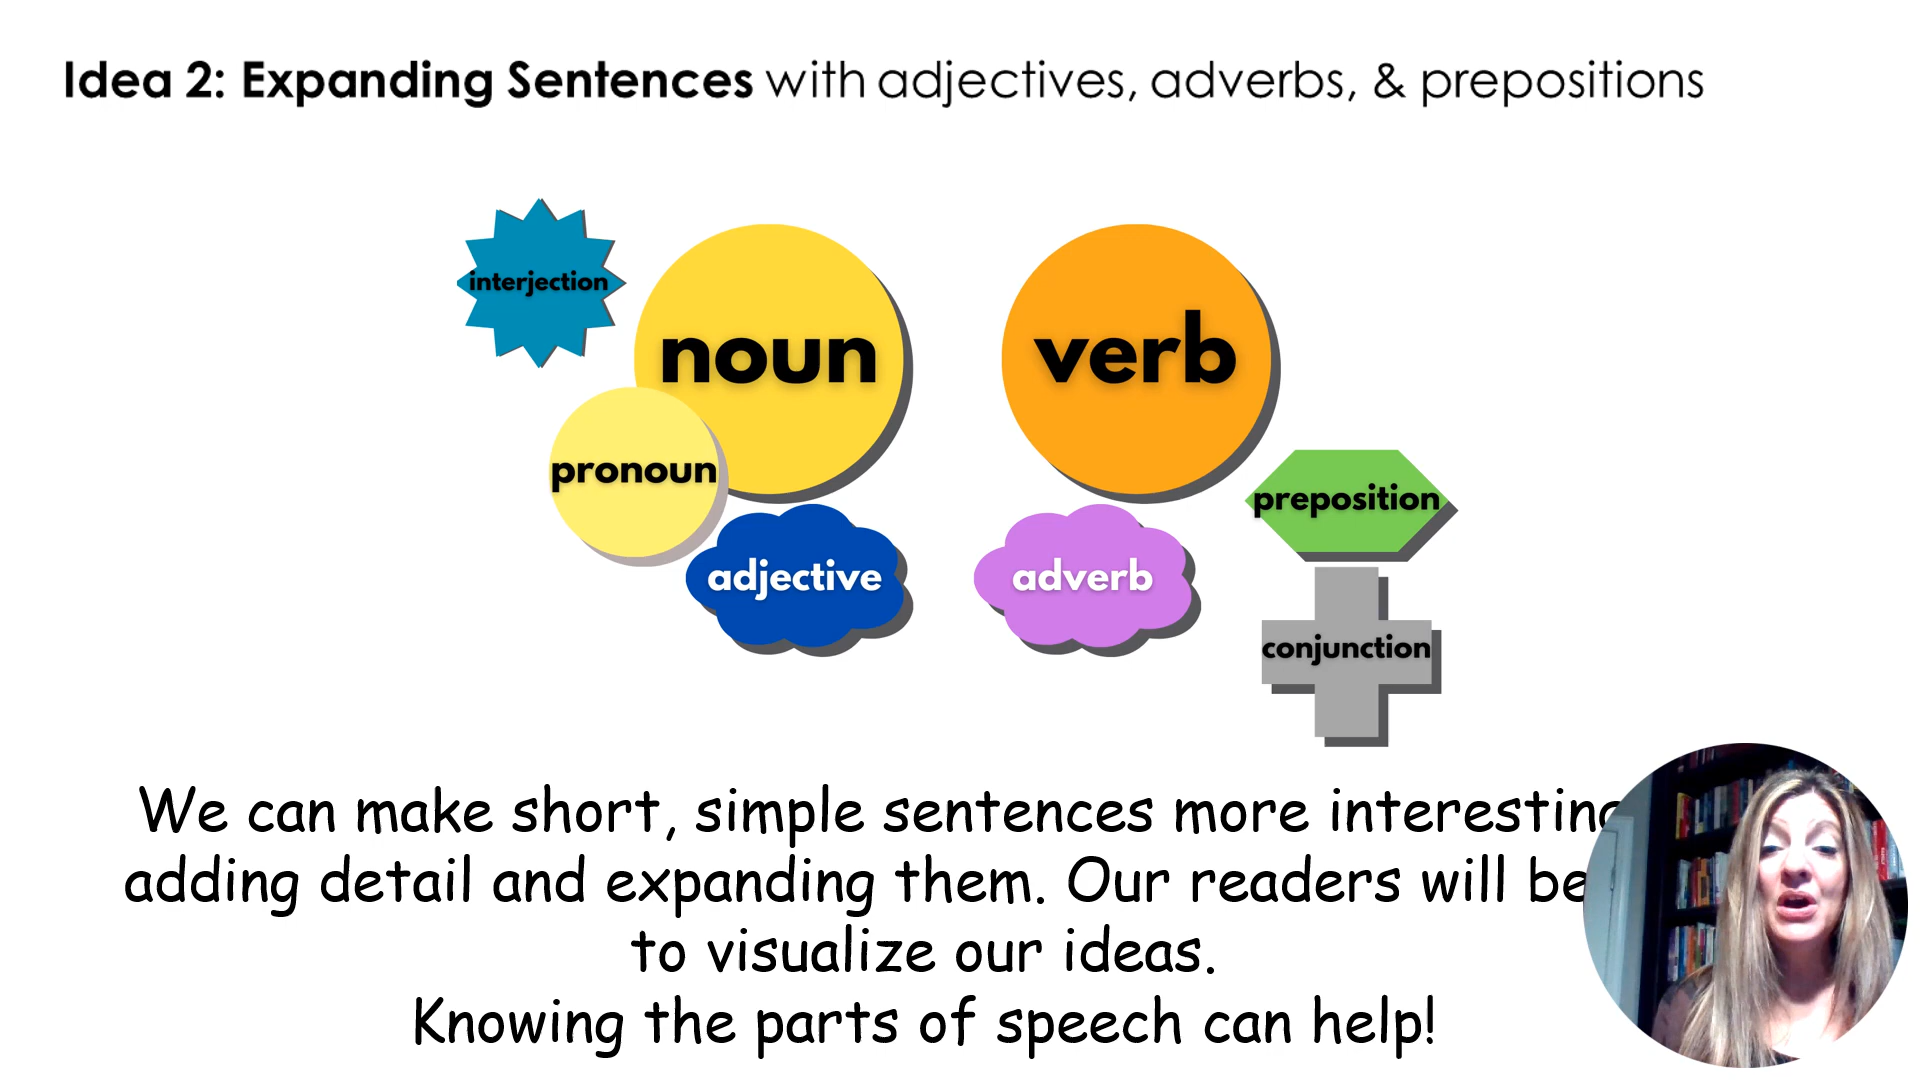 Idea 2: Expanding Sentences with adjectives, adverbs, & prepositions
interjection
noun
verb
pronoun
preposition
adjective
adverb
conjunction
We can make short, simple sentences more interesting
adding detail and expanding them. Our readers will be
to visualize our ideas.
Knowing the parts of speech can help!